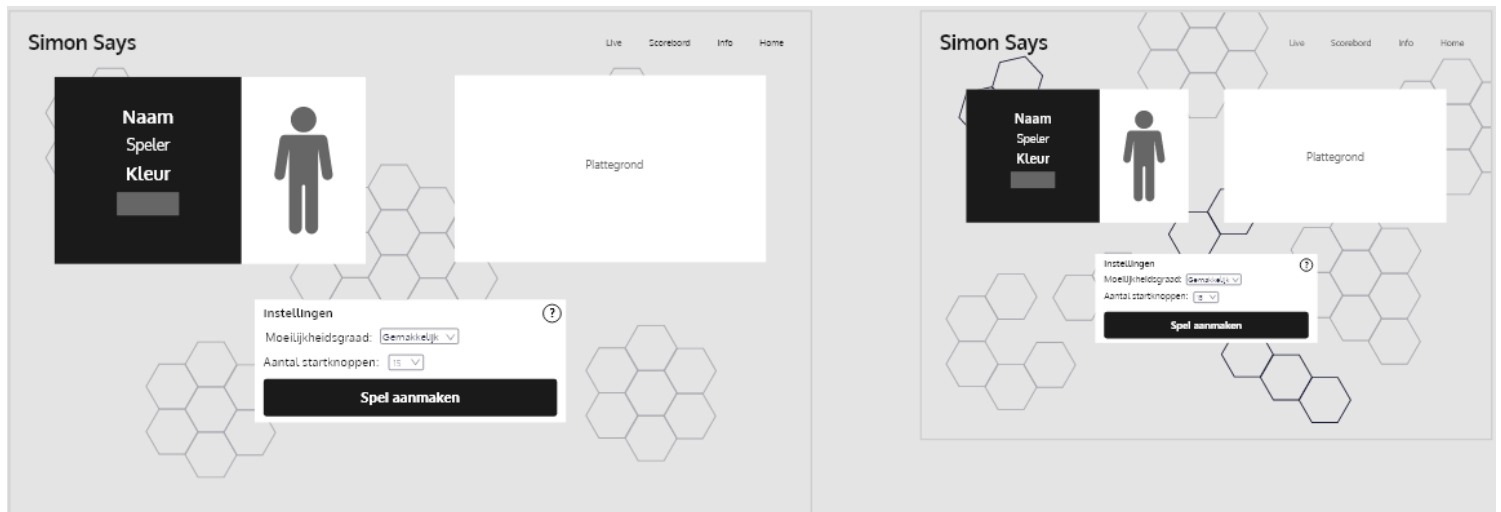 Simon Says
Live Scorebord Info Home
Naam
Speler
Kleur
Plattegrond
Instellingen ?
Moeilijkheidsgraad: Gemakkelijk
Aantal startknoppen: 15
Spel aanmaken
Simon Says
Live Scorebord Info Home
Naam
Speler
Kleur
Plattegrond
Instellingen ?
Moeilijkheidsgraad: Gemakkelijk
Aantal startknoppen:
Spel aanmaken